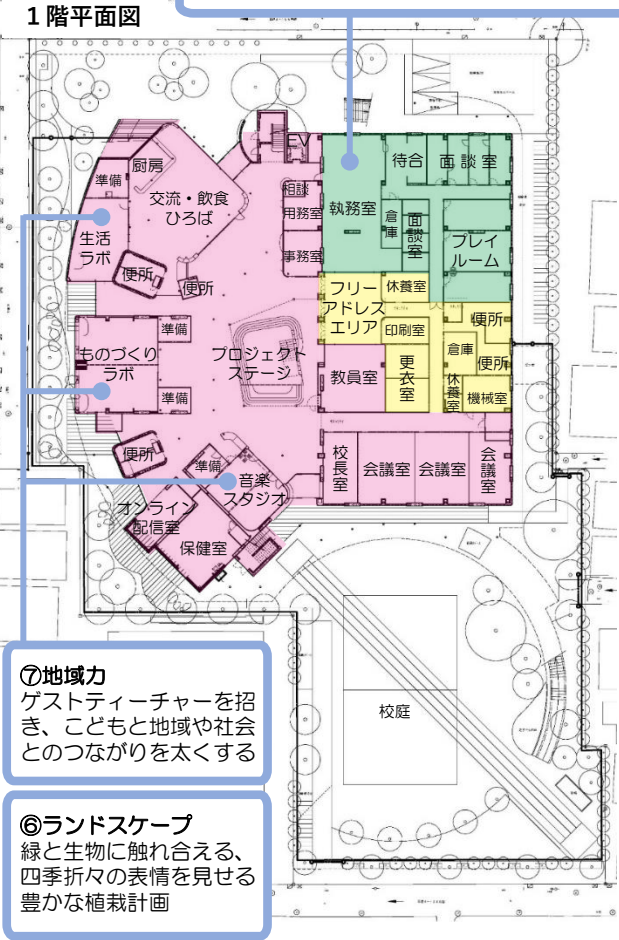 1階平面図
EV
厨房
準備
交流・飲食
ひろば
生活
ラボ
便所
便所
相談
用務室
事務室
執務室
待合
面談室
倉庫
面談室
プレイ
ルーム
フリー
アドレス
エリア
休養室
印刷室
便所
倉庫
便所
更衣室
休養室
機械室
教員室
準備
ものづくり
ラボ
準備
プロジェクト
ステージ
便所
準備
音楽
スタジオ
オンライン
配信室
保健室
校長室
会議室
会議室
会議室
校庭
⑦地域力
ゲストティーチャーを招
き、こどもと地域や社会
とのつながりを太くする
⑥ランドスケープ
緑と生物に触れ合える、
四季折々の表情を見せる
豊かな植栽計画